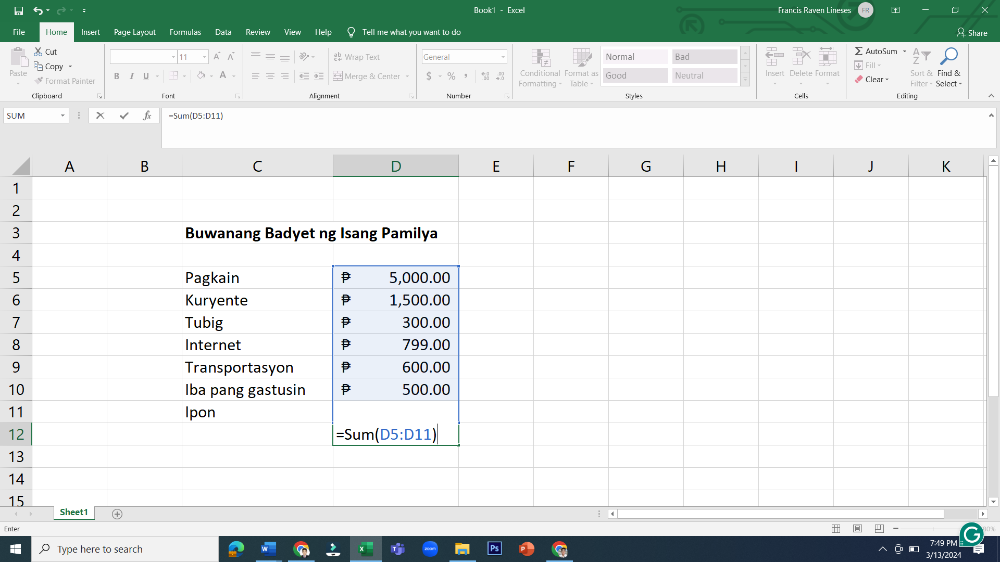 Book1 - Excel
Francis Raven Lineses FR
File Home Insert Page Layout Formulas Data Review View Help Tell me what you want to do Share
Paste
Cut
Copy
Format Painter
Clipboard
11
B I U
Font
Wrap Text
Merge & Center
Alignment
General
$ % ,
Number
Conditional Formatting
Format as Table
Normal Bad
Good Neutral
Styles
Insert Delete Format
Cells
AutoSum
Fill
Clear
Sort & Filter
Find & Select
Editing
SUM fx =Sum(D5:D11)
A B C D E F G H I J K
1
2
3 Buwanang Badyet ng Isang Pamilya
4
5 Pagkain ₱ 5,000.00
6 Kuryente ₱ 1,500.00
7 Tubig ₱ 300.00
8 Internet ₱ 799.00
9 Transportasyon ₱ 600.00
10 Iba pang gastusin ₱ 500.00
11 Ipon
12 =Sum(D5:D11)
13
14
15
Sheet1
Enter
Type here to search
zoom
Ps
7:49 PM
3/13/2024